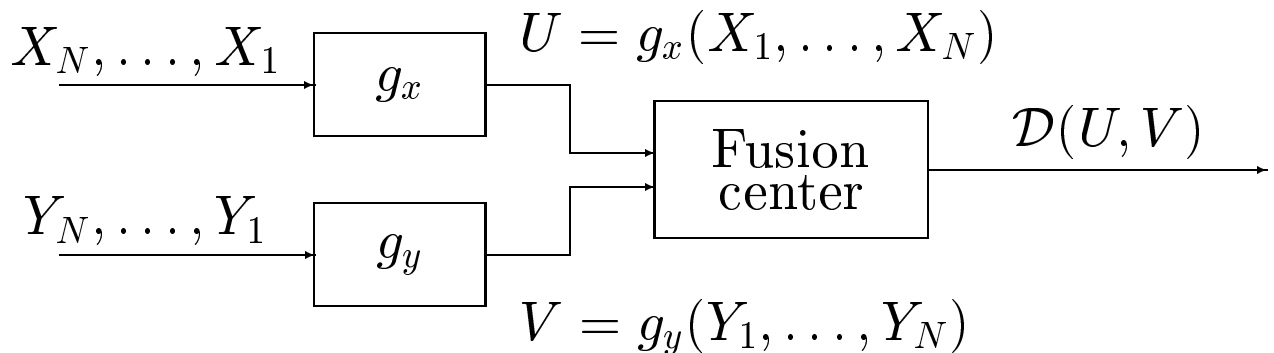 X_N, . . . , X_1
g_x
U = g_x(X_1, . . . , X_N)
Fusion
center
𝒟(U, V)
Y_N, . . . , Y_1
g_y
V = g_y(Y_1, . . . , Y_N)